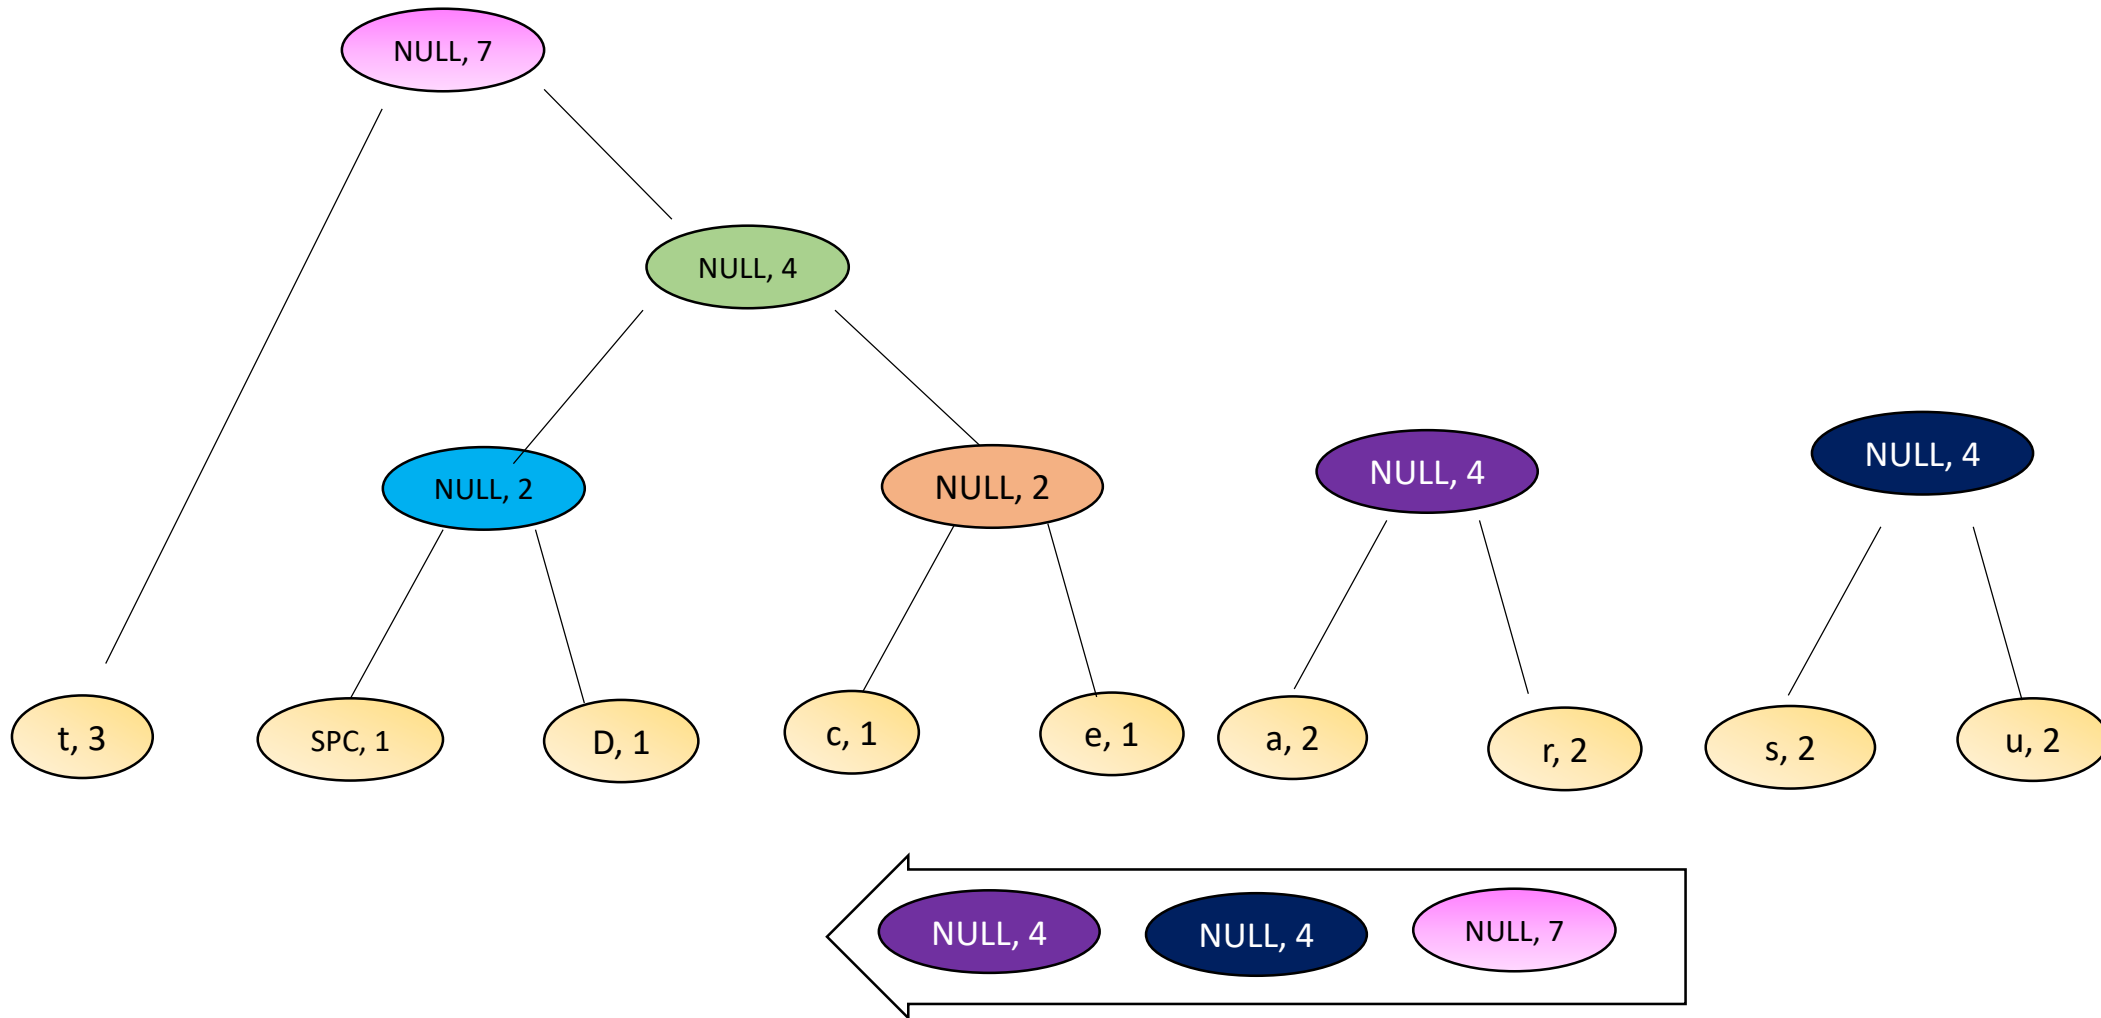 NULL, 7
NULL, 4
NULL, 2
NULL, 2
NULL, 4
NULL, 4
t, 3
SPC, 1
D, 1
c, 1
e, 1
a, 2
r, 2
s, 2
u, 2
NULL, 4
NULL, 4
NULL, 7